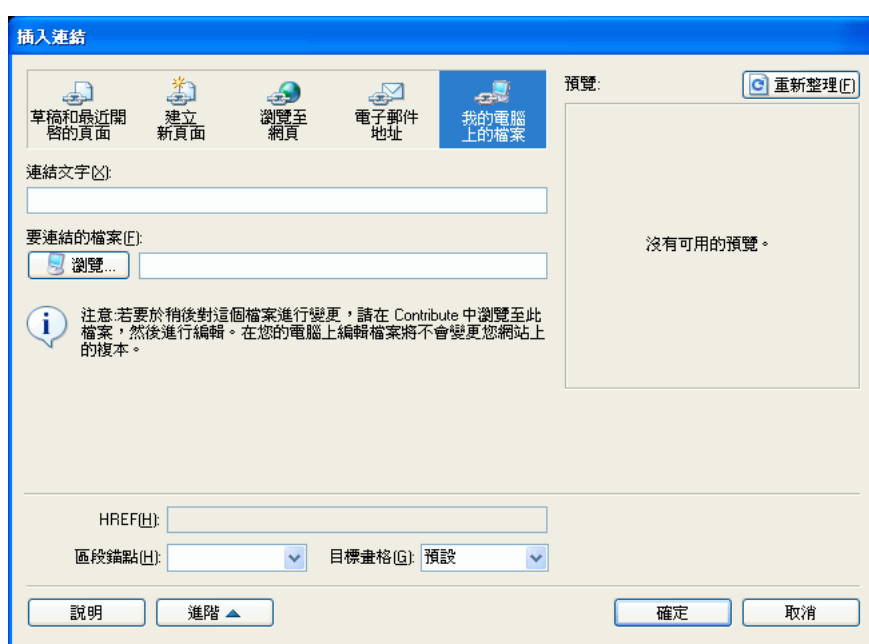 插入連結
草稿和最近開
啓的頁面
建立
新頁面
瀏覽至
網頁
電子郵件
地址
我的電腦
上的檔案
預覽:
重新整理(F)
連結文字(X):
要連結的檔案(F):
瀏覽...
沒有可用的預覽。
注意:若要於稍後對這個檔案進行變更，請在 Contribute 中瀏覽至此
檔案，然後進行編輯。在您的電腦上編輯檔案將不會變更您網站上
的複本。
HREF(H):
區段錨點(H):
目標畫格(G): 預設
說明
進階
確定
取消